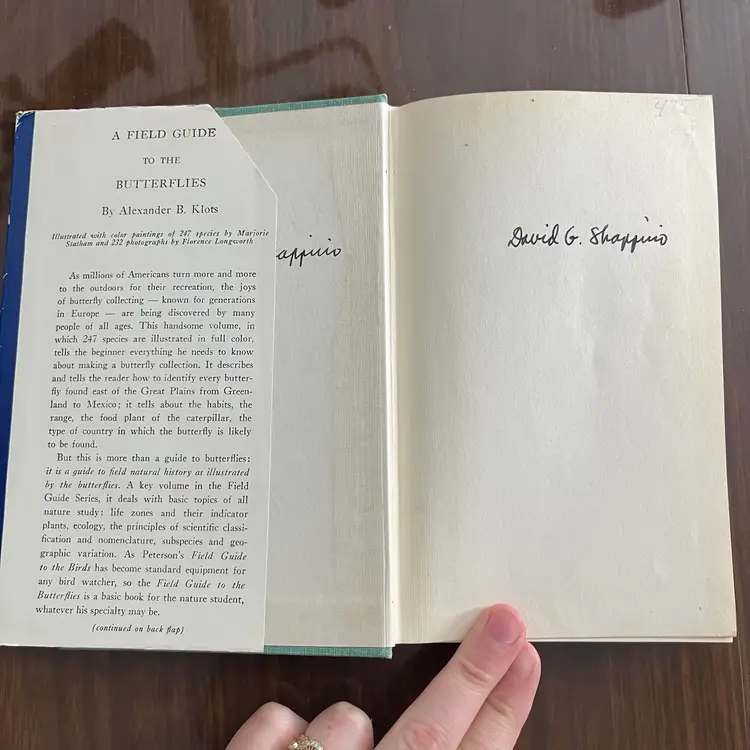 A FIELD GUIDE
TO THE
BUTTERFLIES
By Alexander B. Klots
Illustrated with color paintings of 247 species by Marjorie
Statham and 232 photographs by Florence Longworth
As millions of Americans turn more and more
to the outdoors for their recreation, the joys
of butterfly collecting — known for generations
in Europe — are being discovered by many
people of all ages. This handsome volume, in
which 247 species are illustrated in full color,
tells the beginner everything he needs to know
about making a butterfly collection. It describes
and tells the reader how to identify every butter-
fly found east of the Great Plains from Green-
land to Mexico; it tells about the habits, the
range, the food plant of the caterpillar, the
type of country in which the butterfly is likely
to be found.
But this is more than a guide to butterflies:
it is a guide to field natural history as illustrated
by the butterflies. A key volume in the Field
Guide Series, it deals with basic topics of all
nature study: life zones and their indicator
plants, ecology, the principles of scientific classi-
fication and nomenclature, subspecies and geo-
graphic variation. As Peterson's Field Guide
to the Birds has become standard equipment for
any bird watcher, so the Field Guide to the
Butterflies is a basic book for the nature student,
whatever his specialty may be.
(continued on back flap)
appirio
David G. Shappirio